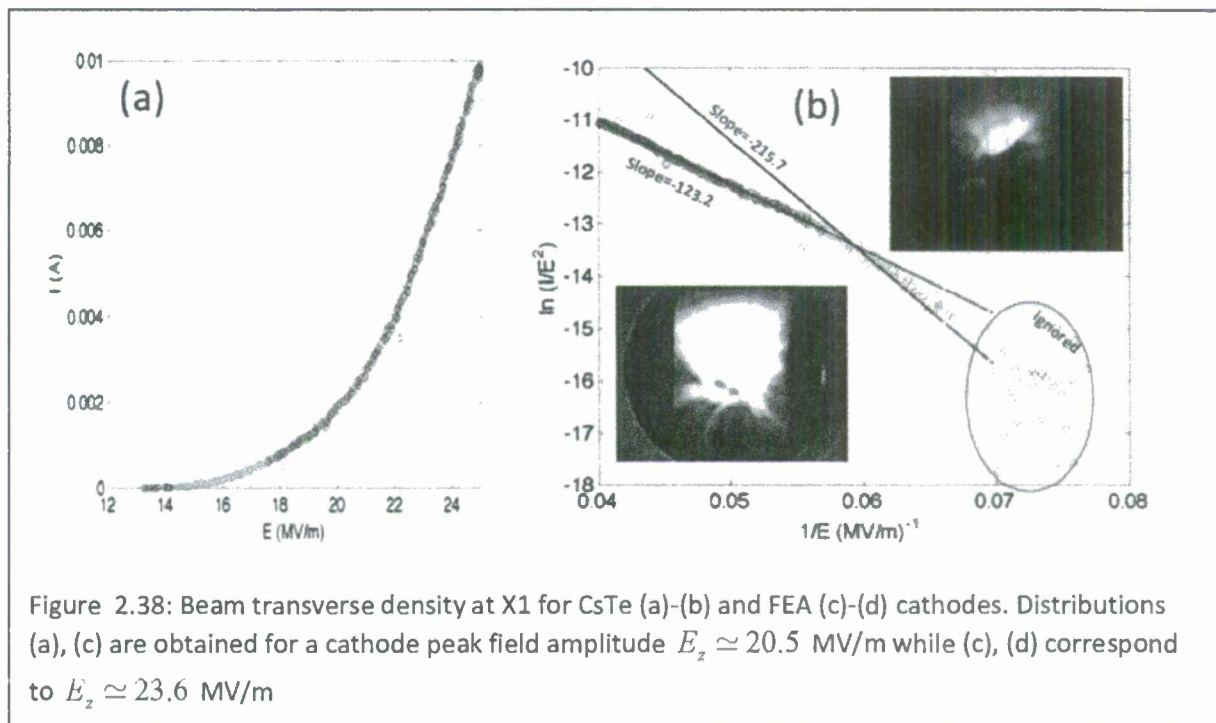 0.01
0.008
0.006
0.004
0.002
0
(a)
I (A)
12 14 16 18 20 22 24
E (MV/m)
-10
-11
-12
-13
-14
-15
-16
-17
-18
(b)
Slope=-215.7
Slope=-123.2
Ignored
ln (I/E²)
0.04 0.05 0.06 0.07 0.08
1/E (MV/m)⁻¹
Figure 2.38: Beam transverse density at X1 for CsTe (a)-(b) and FEA (c)-(d) cathodes. Distributions
(a), (c) are obtained for a cathode peak field amplitude E_z ≃ 20.5 MV/m while (c), (d) correspond
to E_z ≃ 23.6 MV/m